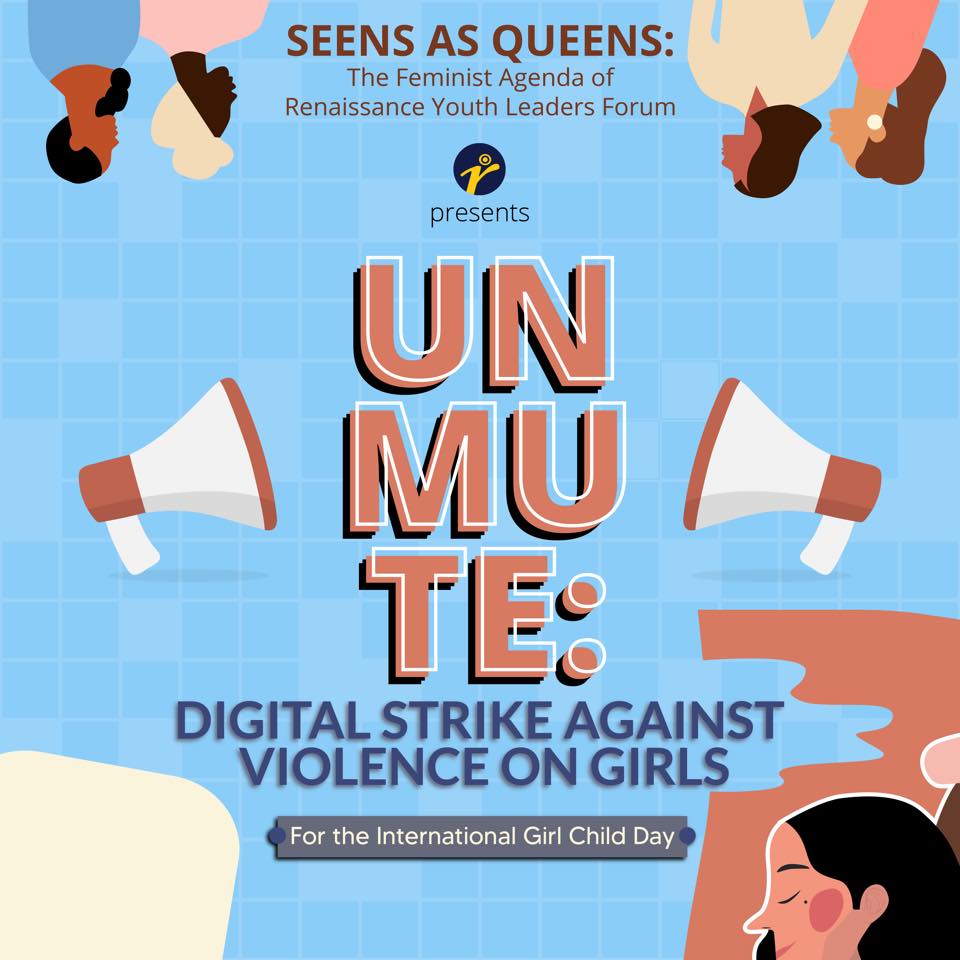 SEENS AS QUEENS:
The Feminist Agenda of
Renaissance Youth Leaders Forum
presents
UN
MU
TE:
DIGITAL STRIKE AGAINST
VIOLENCE ON GIRLS
For the International Girl Child Day